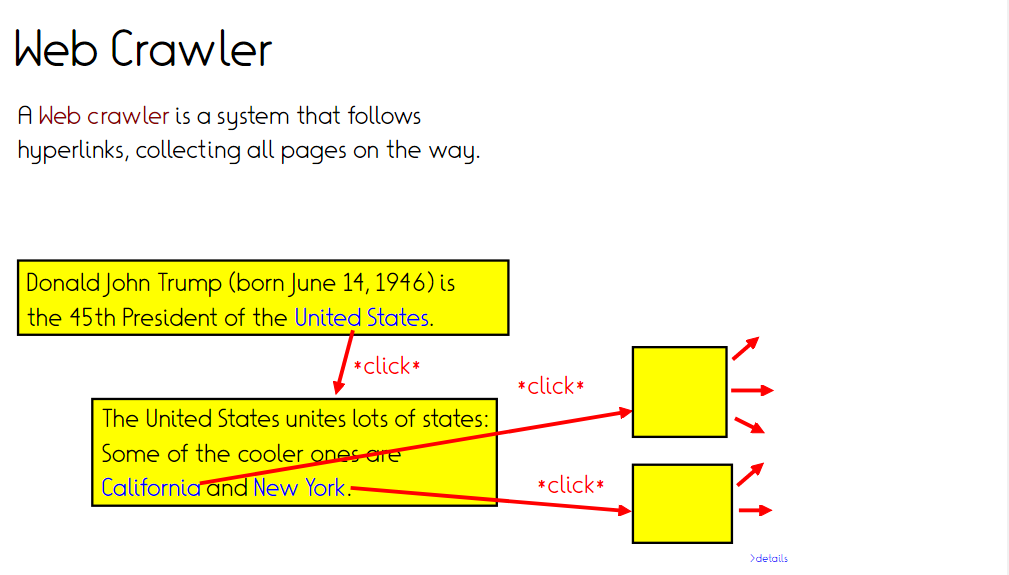 Web Crawler
A Web crawler is a system that follows
hyperlinks, collecting all pages on the way.
Donald John Trump (born June 14, 1946) is
the 45th President of the United States.
*click*
*click*
The United States unites lots of states:
Some of the cooler ones are
California and New York.
*click*
>details